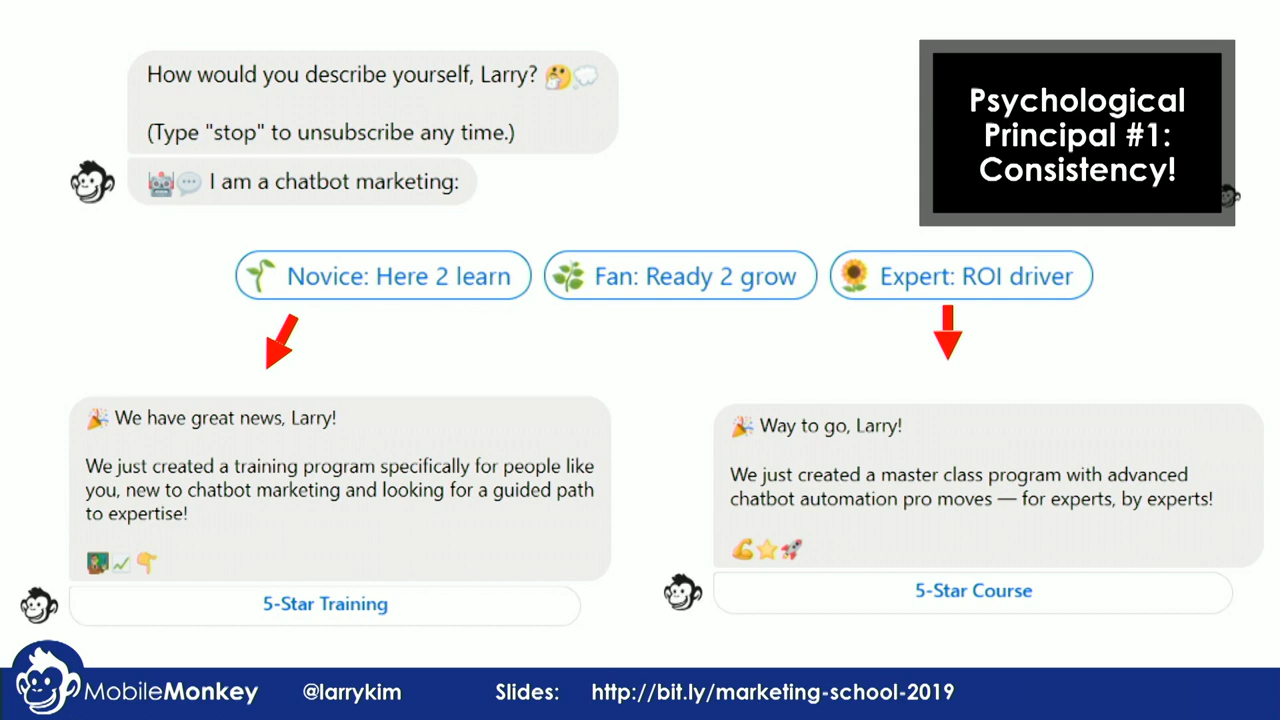 How would you describe yourself, Larry? 🤔💭
(Type "stop" to unsubscribe any time.)
🤖💬 I am a chatbot marketing:
Psychological
Principal #1:
Consistency!
Novice: Here 2 learn
Fan: Ready 2 grow
Expert: ROI driver
🎉 We have great news, Larry!
We just created a training program specifically for people like
you, new to chatbot marketing and looking for a guided path
to expertise!
5-Star Training
🎉 Way to go, Larry!
We just created a master class program with advanced
chatbot automation pro moves — for experts, by experts!
💪⭐🚀
5-Star Course
MobileMonkey
@larrykim
Slides:
http://bit.ly/marketing-school-2019